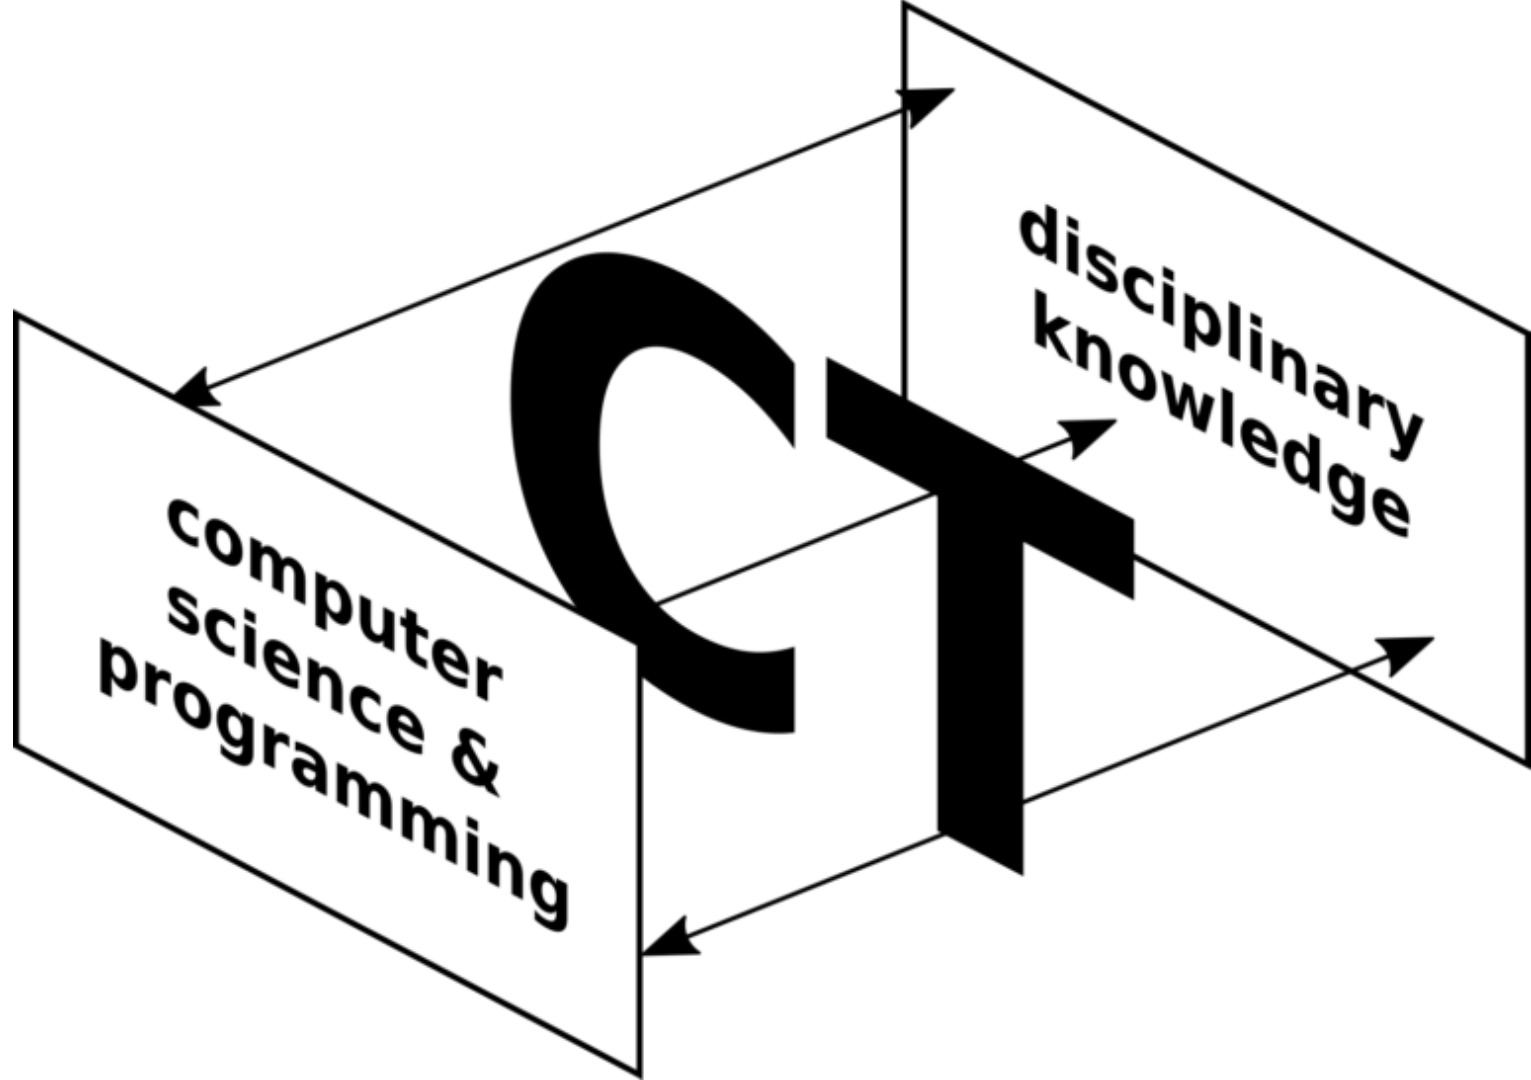 computer
science &
programming
CT
disciplinary
knowledge